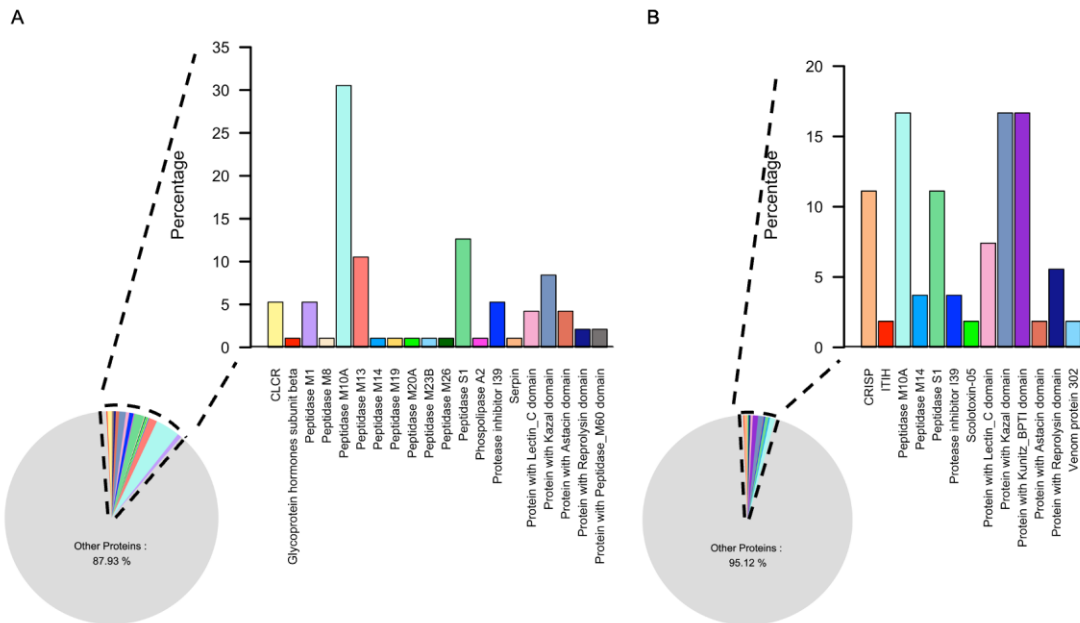 A
Percentage
35
30
25
20
15
10
5
0
CLCR
Glycoprotein hormones subunit beta
Peptidase M1
Peptidase M8
Peptidase M10A
Peptidase M13
Peptidase M14
Peptidase M19
Peptidase M20A
Peptidase M23B
Peptidase M26
Peptidase S1
Phospolipase A2
Protease inhibitor I39
Serpin
Protein with Lectin_C domain
Protein with Kazal domain
Protein with Astacin domain
Protein with Reprolysin domain
Protein with Peptidase_M60 domain
Other Proteins :
87.93 %
B
Percentage
20
15
10
5
0
CRISP
ITIH
Peptidase M10A
Peptidase M14
Peptidase S1
Protease inhibitor I39
Scolotoxin-05
Protein with Lectin_C domain
Protein with Kazal domain
Protein with Kunitz_BPTI domain
Protein with Astacin domain
Protein with Reprolysin domain
Venom protein 302
Other Proteins :
95.12 %